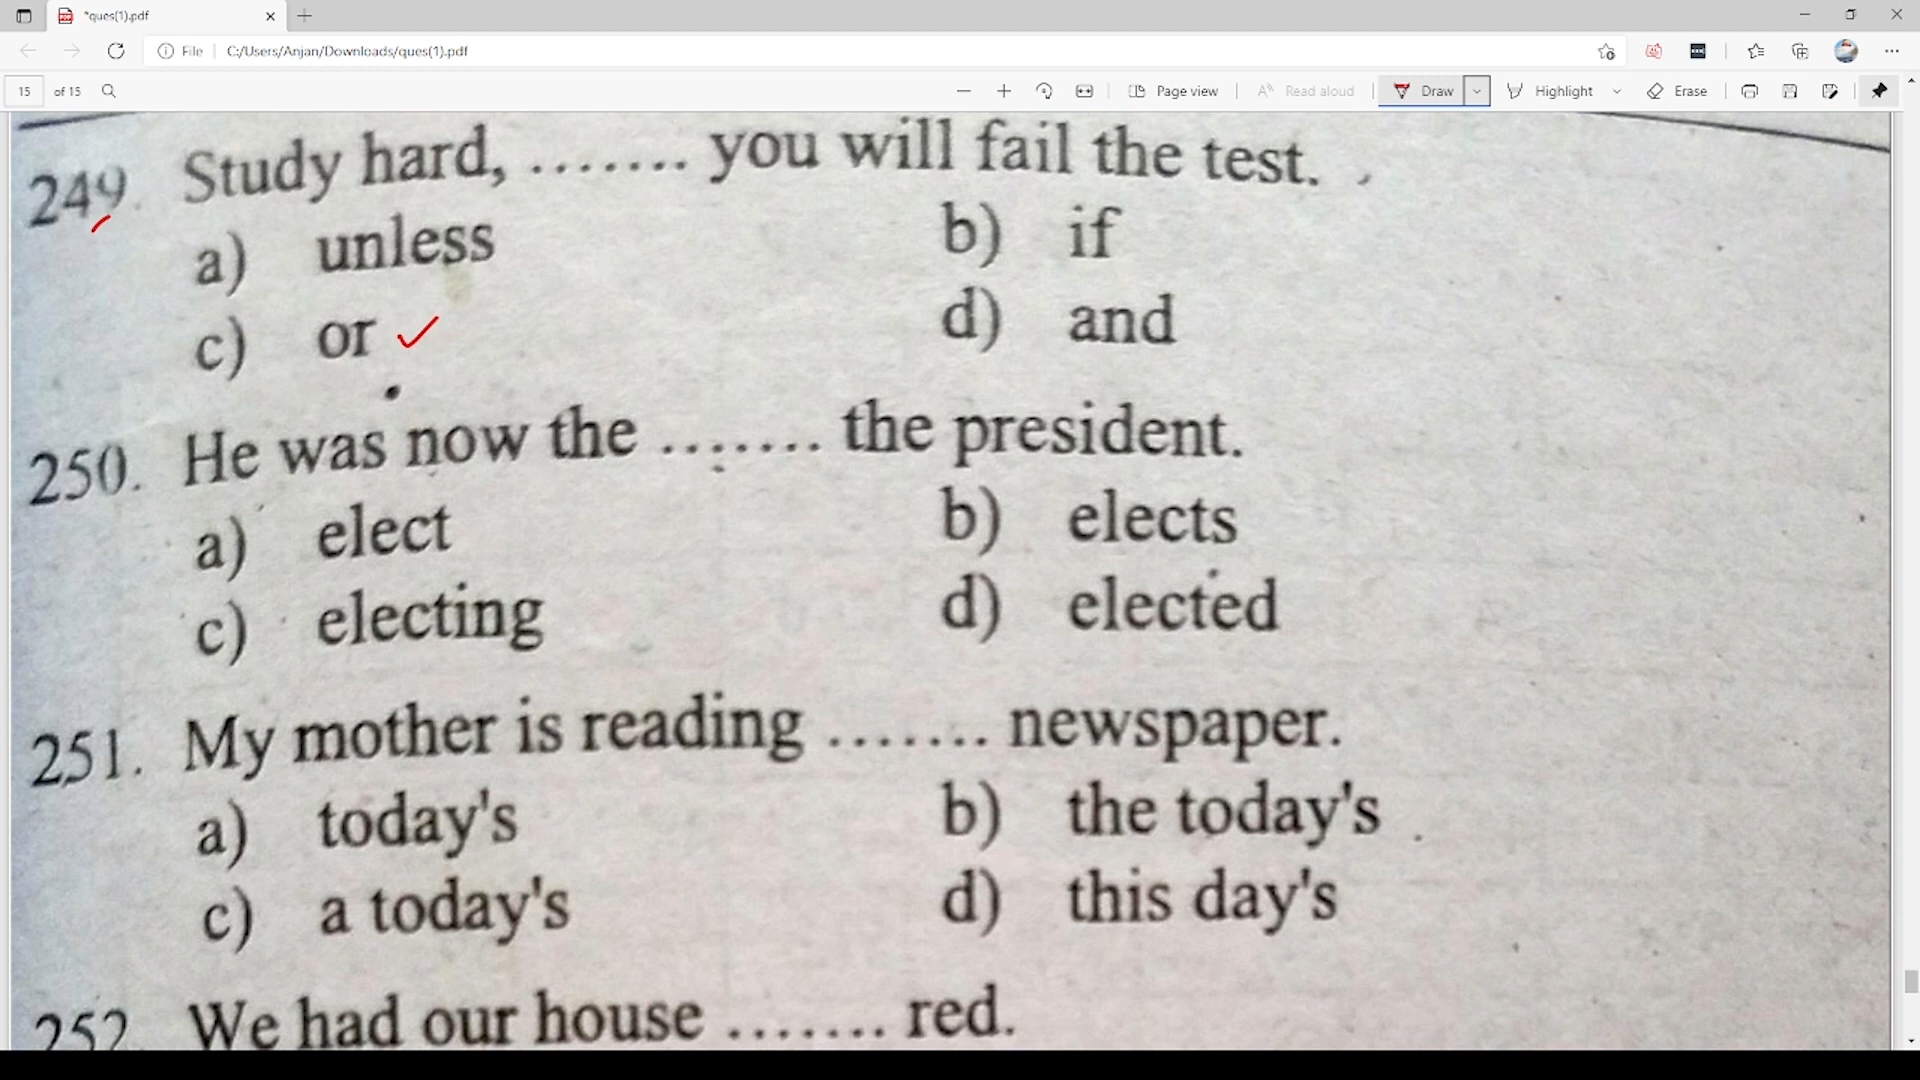 *ques(1).pdf
File C:/Users/Anjan/Downloads/ques(1).pdf
15 of 15 Page view Read aloud Draw Highlight Erase
249. Study hard, ....... you will fail the test.
a) unless b) if
c) or d) and
250. He was now the ....... the president.
a) elect b) elects
c) electing d) elected
251. My mother is reading ....... newspaper.
a) today's b) the today's
c) a today's d) this day's
252. We had our house ....... red.